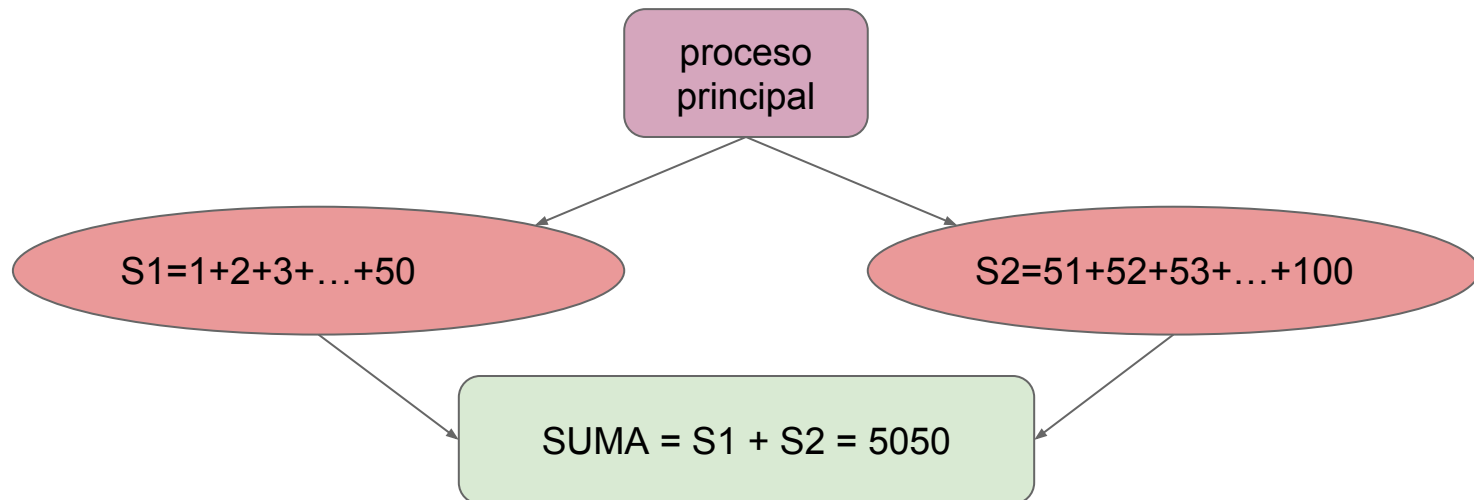 proceso
principal
S1=1+2+3+…+50
S2=51+52+53+…+100
SUMA = S1 + S2 = 5050